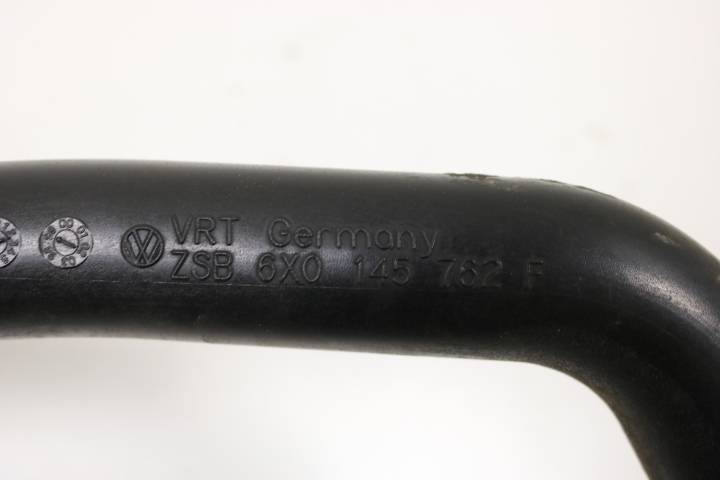 VRT Germany
ZSB 6X0 145 762 F